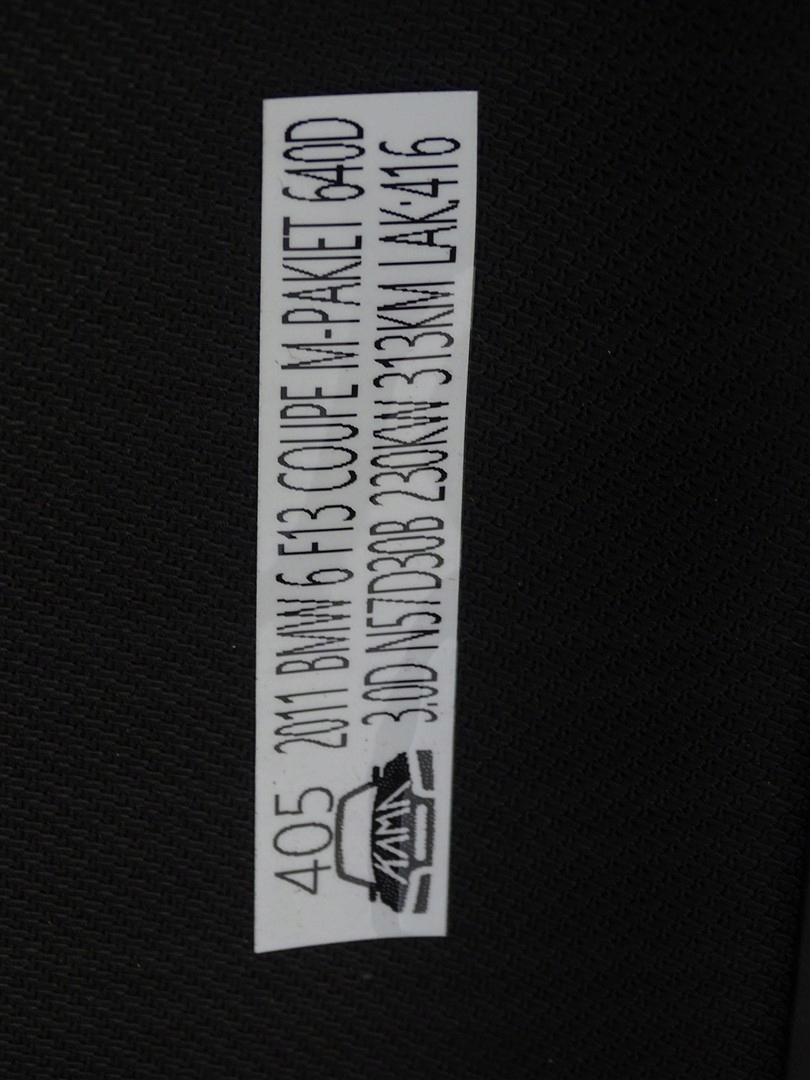 405
2011 BMW 6 F13 COUPE M-PAKIET 640D
3.0D N57D30B 230KW 313KM LAK:416
KAMA